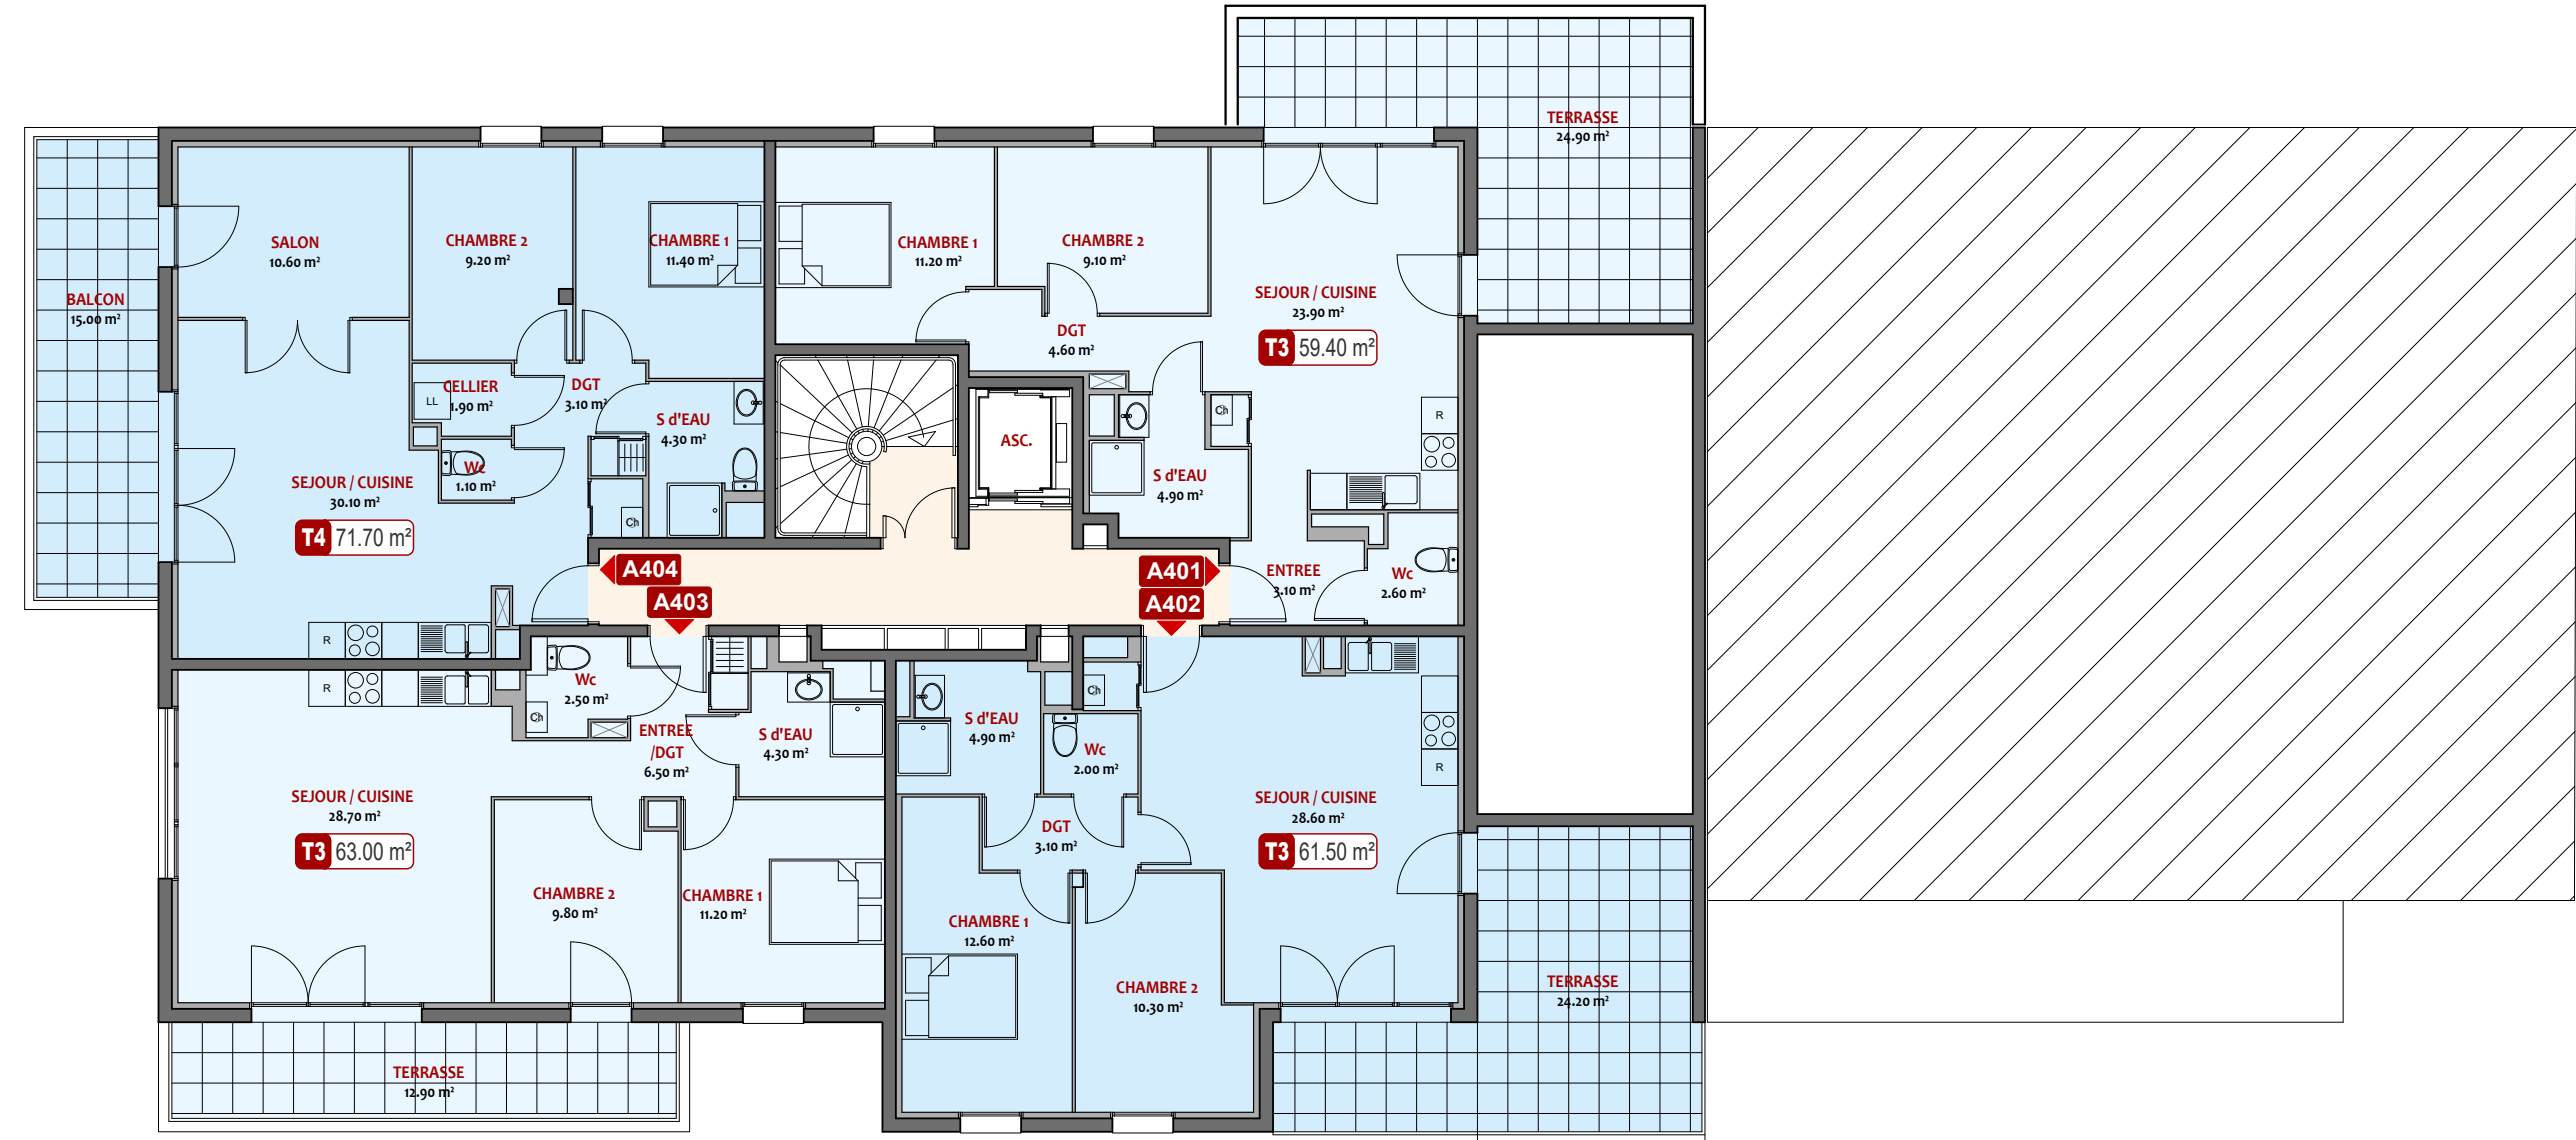 TERRASSE
24.90 m²
SALON
10.60 m²
CHAMBRE 2
9.20 m²
CHAMBRE 1
11.40 m²
CHAMBRE 1
11.20 m²
CHAMBRE 2
9.10 m²
SEJOUR / CUISINE
23.90 m²
T3 59.40 m²
BALCON
15.00 m²
DGT
4.60 m²
CELLIER
1.90 m²
LL
DGT
3.10 m²
S d'EAU
4.30 m²
Wc
1.10 m²
Ch
SEJOUR / CUISINE
30.10 m²
T4 71.70 m²
R
ASC.
Ch
S d'EAU
4.90 m²
R
ENTREE
3.10 m²
Wc
2.60 m²
A404
A403
A401
A402
R
Wc
2.50 m²
Ch
ENTREE
/DGT
6.50 m²
S d'EAU
4.30 m²
SEJOUR / CUISINE
28.70 m²
T3 63.00 m²
CHAMBRE 2
9.80 m²
CHAMBRE 1
11.20 m²
TERRASSE
12.90 m²
S d'EAU
4.90 m²
Ch
Wc
2.00 m²
R
DGT
3.10 m²
SEJOUR / CUISINE
28.60 m²
T3 61.50 m²
CHAMBRE 1
12.60 m²
CHAMBRE 2
10.30 m²
TERRASSE
24.20 m²